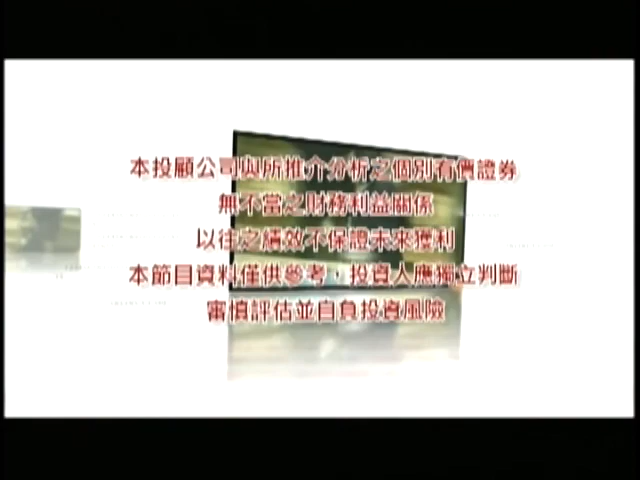 本投顧公司與所推介分析之個別有價證券
無不當之財務利益關係
以往之績效不保證未來獲利
本節目資料僅供參考，投資人應獨立判斷
審慎評估並自負投資風險